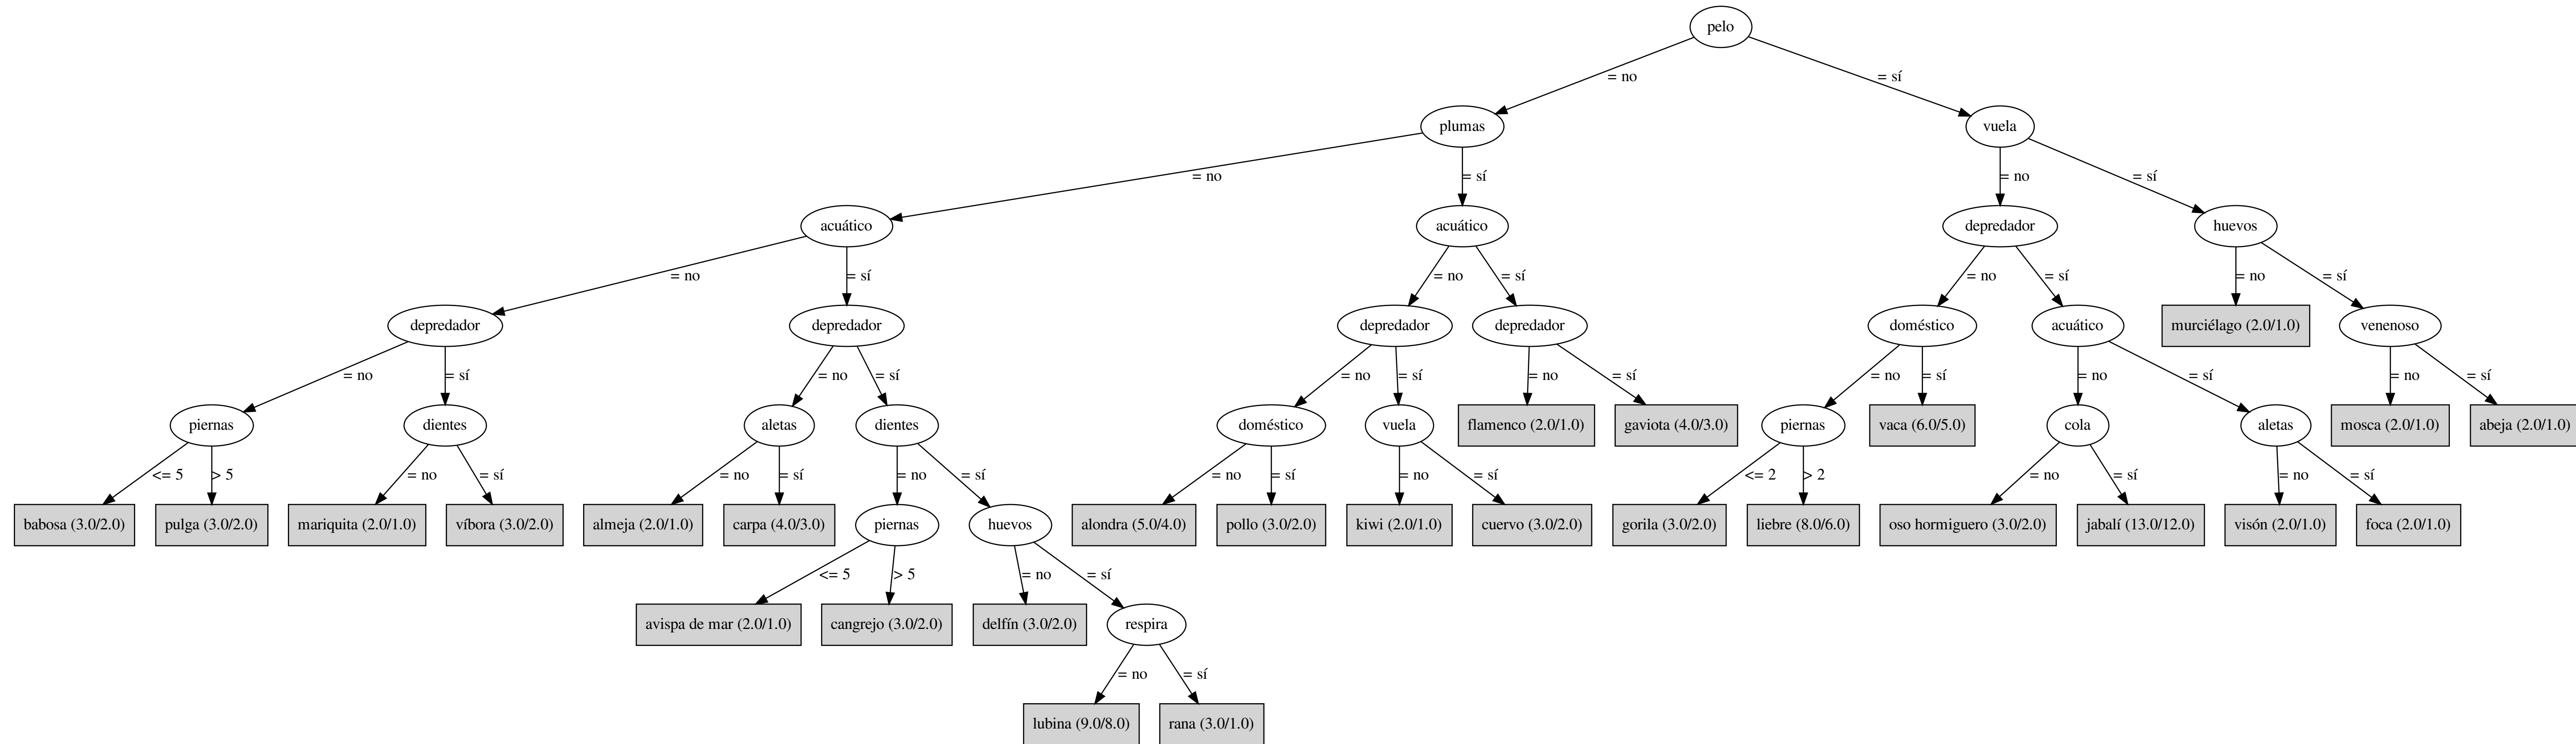 pelo
= no
= sí
plumas
vuela
= no
= sí
= no
= sí
acuático
acuático
depredador
huevos
= no
= sí
= no
= sí
= no
= sí
= no
= sí
depredador
depredador
depredador
depredador
doméstico
acuático
murciélago (2.0/1.0)
venenoso
= no
= sí
= no
= sí
= no
= sí
= no
= sí
= no
= sí
= no
= sí
= no
= sí
piernas
dientes
aletas
dientes
doméstico
vuela
flamenco (2.0/1.0)
gaviota (4.0/3.0)
piernas
vaca (6.0/5.0)
cola
aletas
mosca (2.0/1.0)
abeja (2.0/1.0)
<= 5
> 5
= no
= sí
= no
= sí
= no
= sí
= no
= sí
= no
= sí
<= 2
> 2
= no
= sí
= no
= sí
babosa (3.0/2.0)
pulga (3.0/2.0)
mariquita (2.0/1.0)
víbora (3.0/2.0)
almeja (2.0/1.0)
carpa (4.0/3.0)
piernas
huevos
alondra (5.0/4.0)
pollo (3.0/2.0)
kiwi (2.0/1.0)
cuervo (3.0/2.0)
gorila (3.0/2.0)
liebre (8.0/6.0)
oso hormiguero (3.0/2.0)
jabalí (13.0/12.0)
visón (2.0/1.0)
foca (2.0/1.0)
<= 5
> 5
= no
= sí
avispa de mar (2.0/1.0)
cangrejo (3.0/2.0)
delfín (3.0/2.0)
respira
= no
= sí
lubina (9.0/8.0)
rana (3.0/1.0)